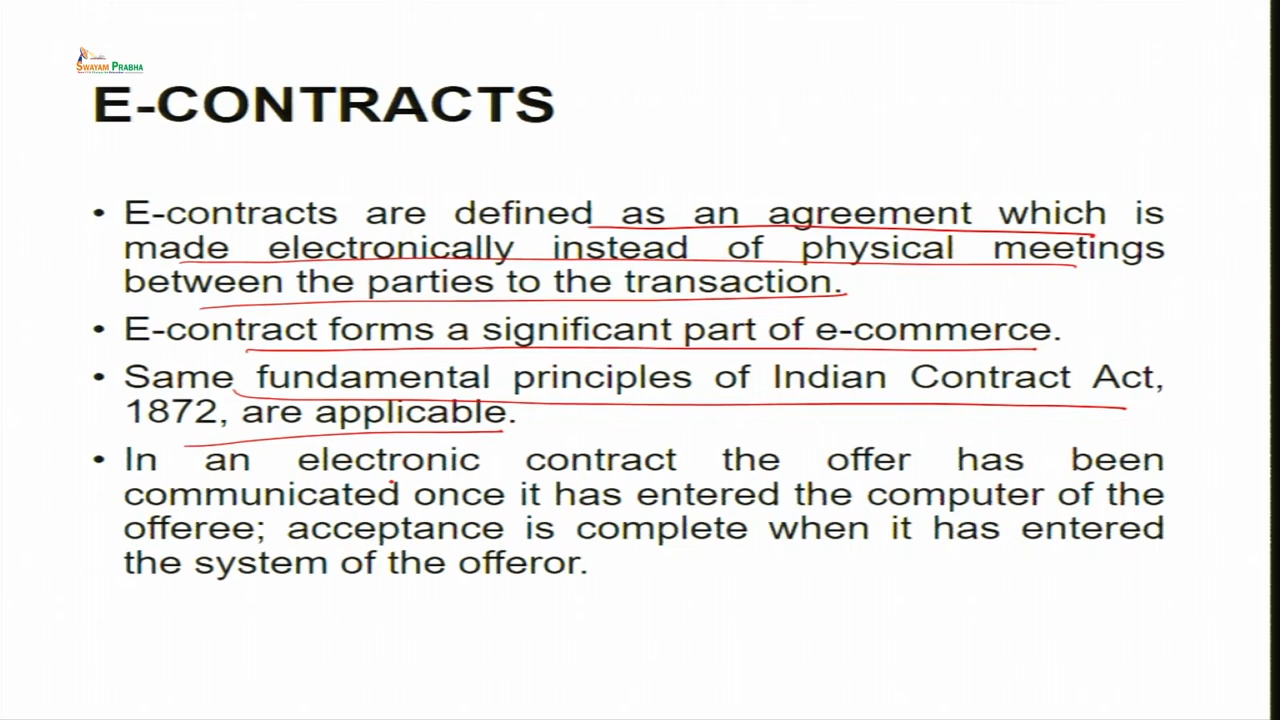 SWAYAM PRABHA
E-CONTRACTS
• E-contracts are defined as an agreement which is
made electronically instead of physical meetings
between the parties to the transaction.
• E-contract forms a significant part of e-commerce.
• Same fundamental principles of Indian Contract Act,
1872, are applicable.
• In an electronic contract the offer has been
communicated once it has entered the computer of the
offeree; acceptance is complete when it has entered
the system of the offeror.